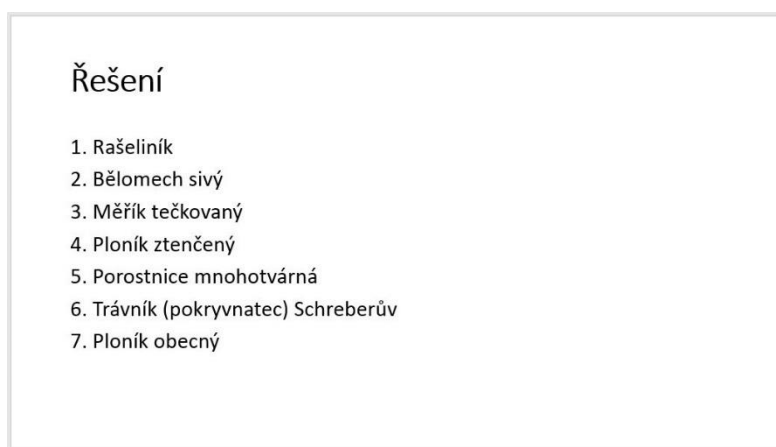 Řešení
1. Rašeliník
2. Bělomech sivý
3. Měřík tečkovaný
4. Ploník ztenčený
5. Porostnice mnohotvárná
6. Trávník (pokryvnatec) Schreberův
7. Ploník obecný